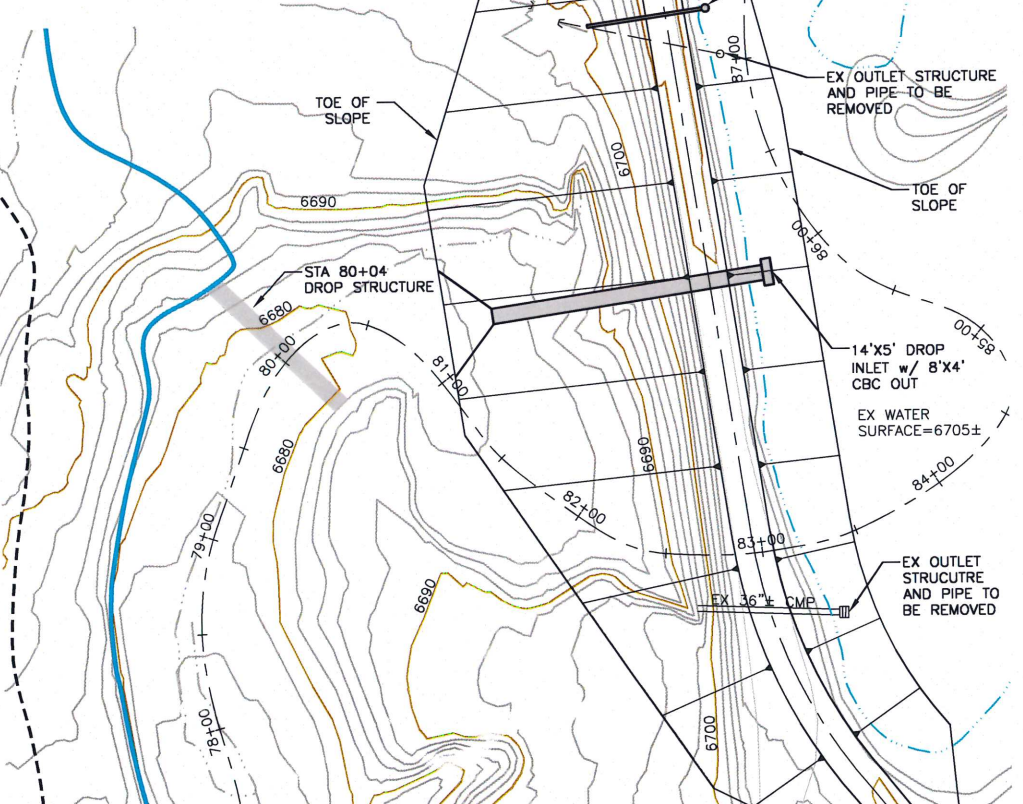 87+00
EX OUTLET STRUCTURE
AND PIPE TO BE
REMOVED
TOE OF
SLOPE
6700
TOE OF
SLOPE
6690
86+00
STA 80+04
DROP STRUCTURE
6680
85+00
80+00
81+00
14'X5' DROP
INLET w/ 8'X4'
CBC OUT
EX WATER
SURFACE=6705±
6680
6690
84+00
82+00
79+00
83+00
EX OUTLET
STRUCUTRE
AND PIPE TO
BE REMOVED
6690
EX 36"± CMP
78+00
6700